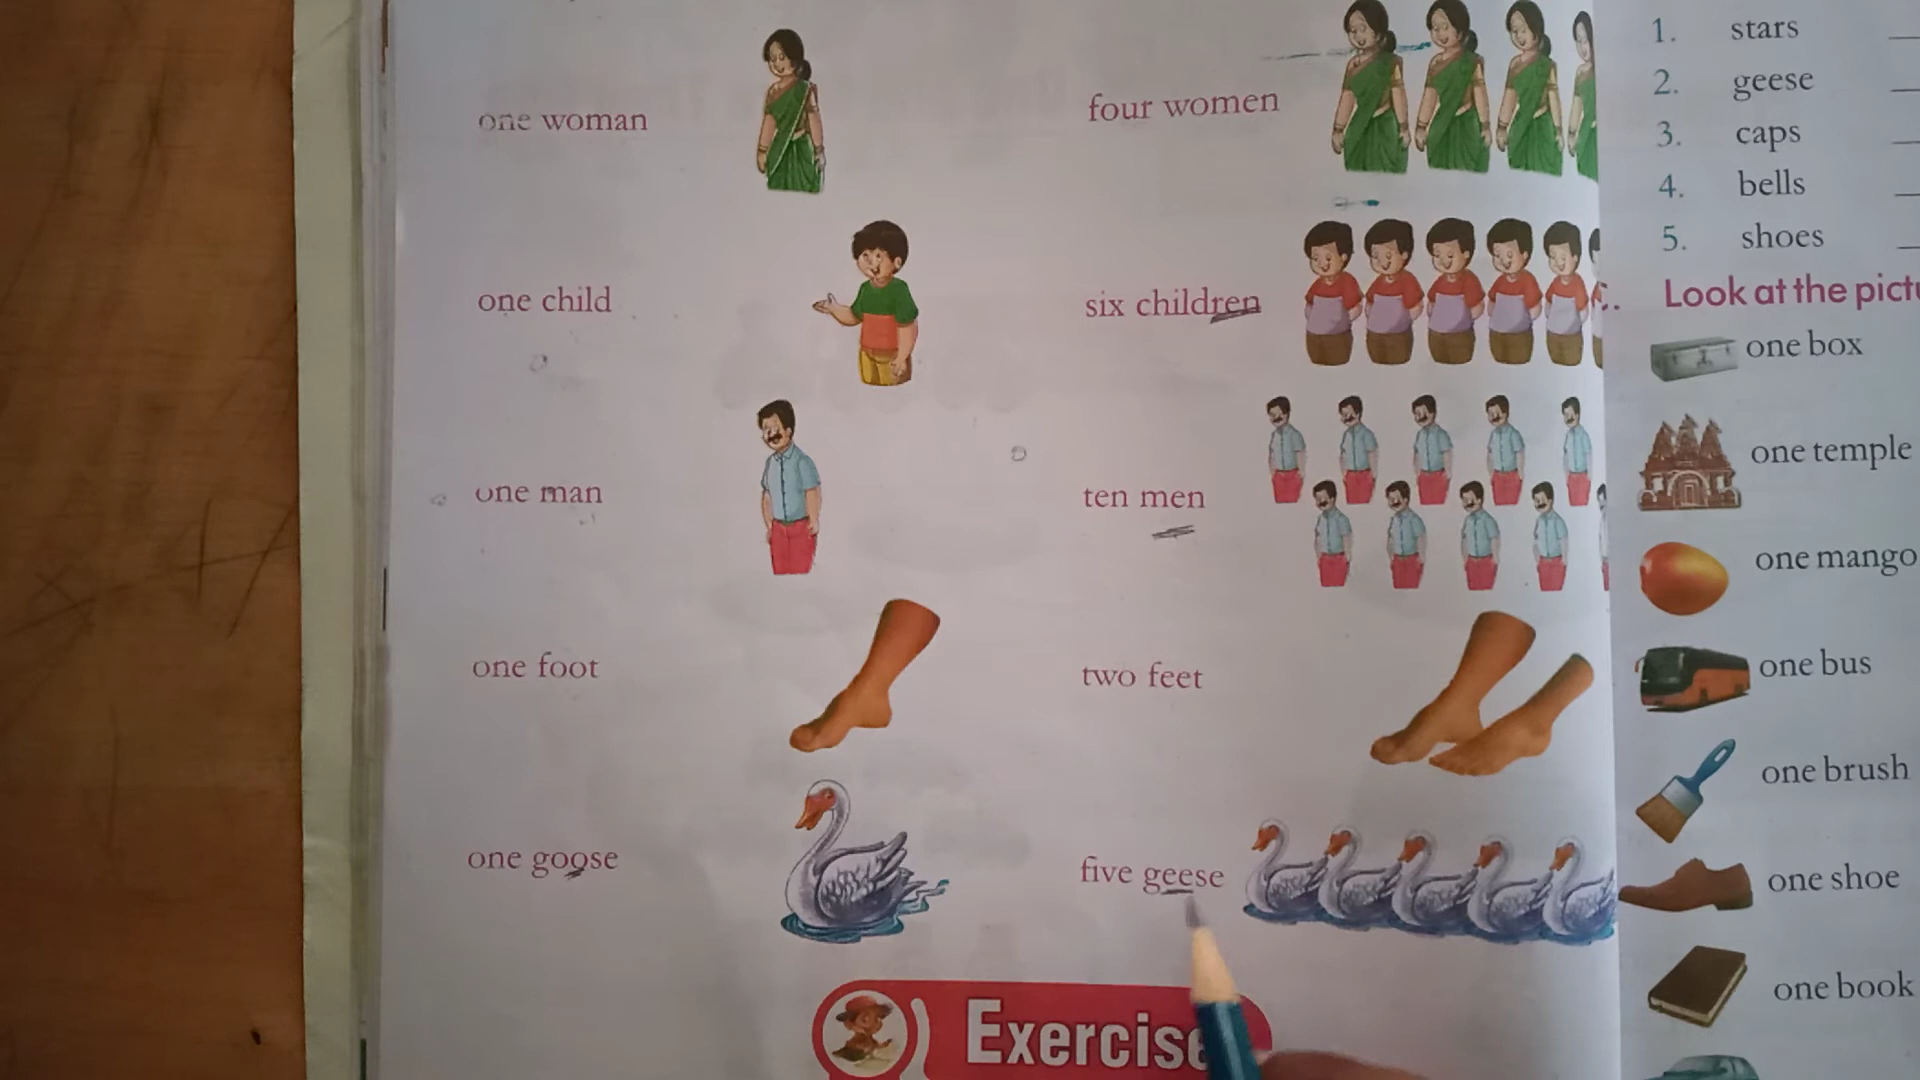 one woman
four women
one child
six children
one man
ten men
one foot
two feet
one goose
five geese
Exercise
1. stars
2. geese
3. caps
4. bells
5. shoes
Look at the
one box
one temple
one mango
one bus
one brush
one shoe
one book